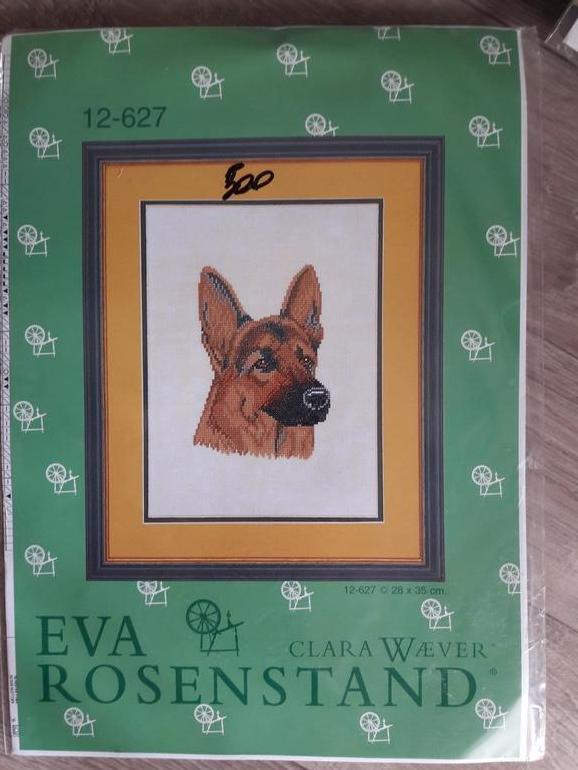 12-627
500
12-627 © 28 x 35 cm.
EVA
CLARA WÆVER
ROSENSTAND ®